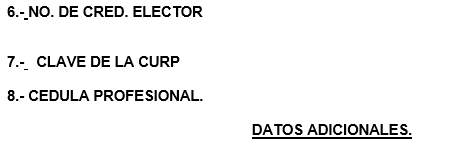 6.- NO. DE CRED. ELECTOR
7.- CLAVE DE LA CURP
8.- CEDULA PROFESIONAL.
DATOS ADICIONALES.